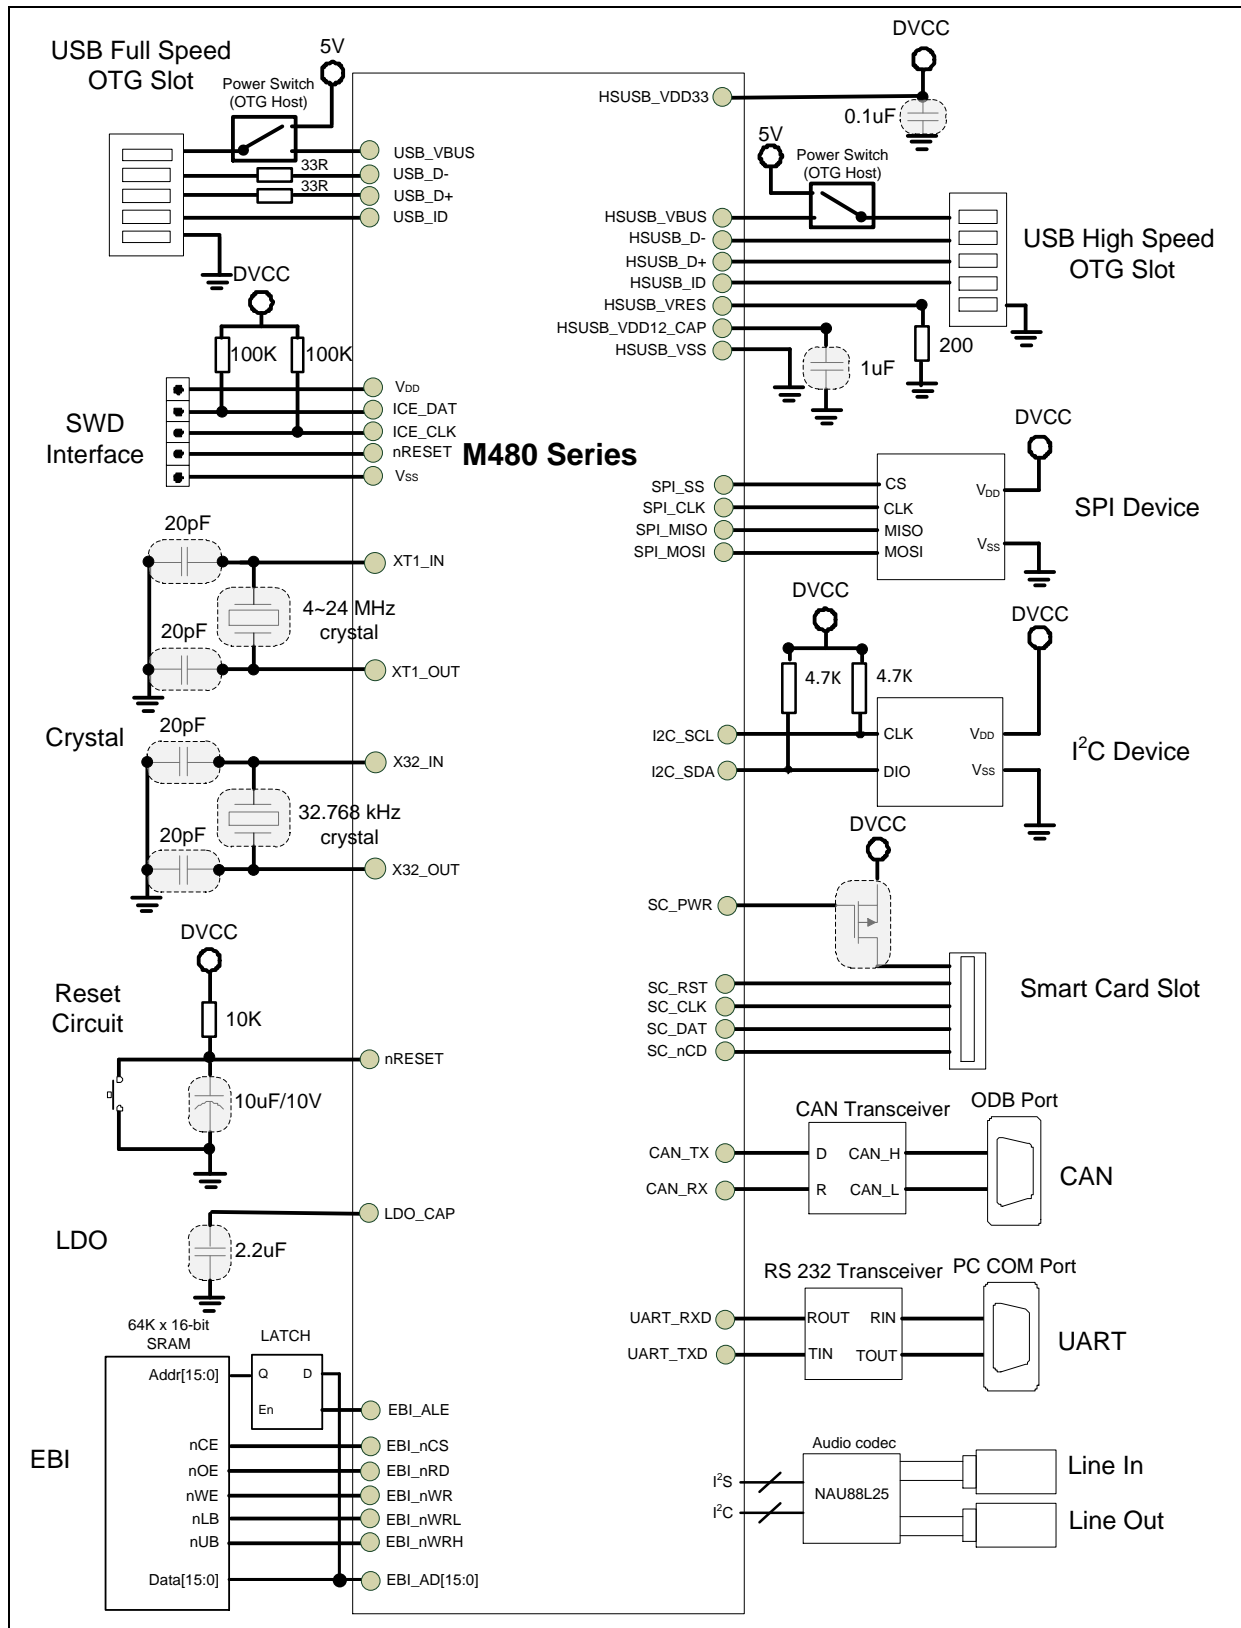 USB Full Speed
OTG Slot
5V
Power Switch
(OTG Host)
USB_VBUS
33R
USB_D-
33R
USB_D+
USB_ID
DVCC
100K
100K
SWD
Interface
VDD
ICE_DAT
ICE_CLK
nRESET
VSS
M480 Series
20pF
XT1_IN
4~24 MHz
crystal
20pF
XT1_OUT
Crystal
20pF
X32_IN
32.768 kHz
crystal
20pF
X32_OUT
DVCC
Reset
Circuit
10K
nRESET
10uF/10V
LDO
LDO_CAP
2.2uF
64K x 16-bit
SRAM
LATCH
Addr[15:0]
Q
D
En
EBI_ALE
EBI
nCE
EBI_nCS
nOE
EBI_nRD
nWE
EBI_nWR
nLB
EBI_nWRL
nUB
EBI_nWRH
Data[15:0]
EBI_AD[15:0]
DVCC
HSUSB_VDD33
0.1uF
5V
Power Switch
(OTG Host)
HSUSB_VBUS
HSUSB_D-
HSUSB_D+
HSUSB_ID
HSUSB_VRES
HSUSB_VDD12_CAP
HSUSB_VSS
USB High Speed
OTG Slot
200
1uF
DVCC
SPI_SS
CS
SPI_CLK
CLK
SPI_MISO
MISO
SPI_MOSI
MOSI
VDD
VSS
SPI Device
DVCC
DVCC
4.7K
4.7K
I2C_SCL
CLK
I2C_SDA
DIO
VDD
VSS
I2C Device
DVCC
SC_PWR
SC_RST
SC_CLK
SC_DAT
SC_nCD
Smart Card Slot
CAN Transceiver
ODB Port
CAN_TX
D
CAN_H
CAN_RX
R
CAN_L
CAN
RS 232 Transceiver
PC COM Port
UART_RXD
ROUT
RIN
UART_TXD
TIN
TOUT
UART
Audio codec
I2S
NAU88L25
I2C
Line In
Line Out